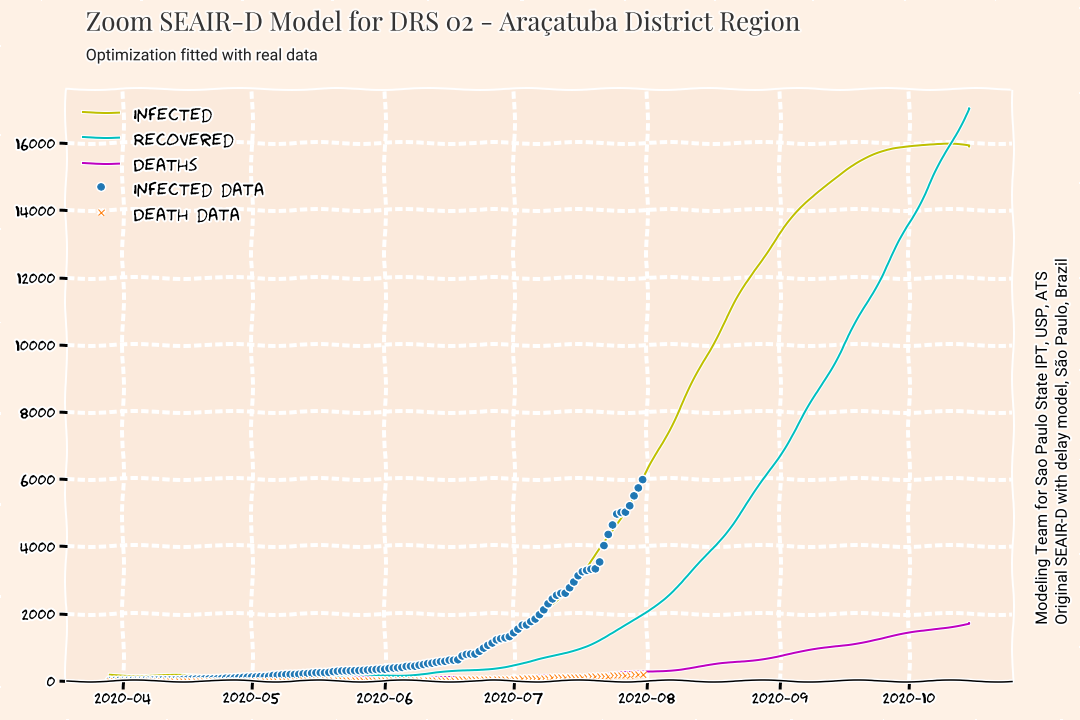 Zoom SEAIR-D Model for DRS 02 - Araçatuba District Region
Optimization fitted with real data
INFECTED
RECOVERED
DEATHS
INFECTED DATA
DEATH DATA
16000
14000
12000
10000
8000
6000
4000
2000
0
2020-04
2020-05
2020-06
2020-07
2020-08
2020-09
2020-10
Modeling Team for Sao Paulo State IPT, USP, ATS
Original SEAIR-D with delay model, São Paulo, Brazil